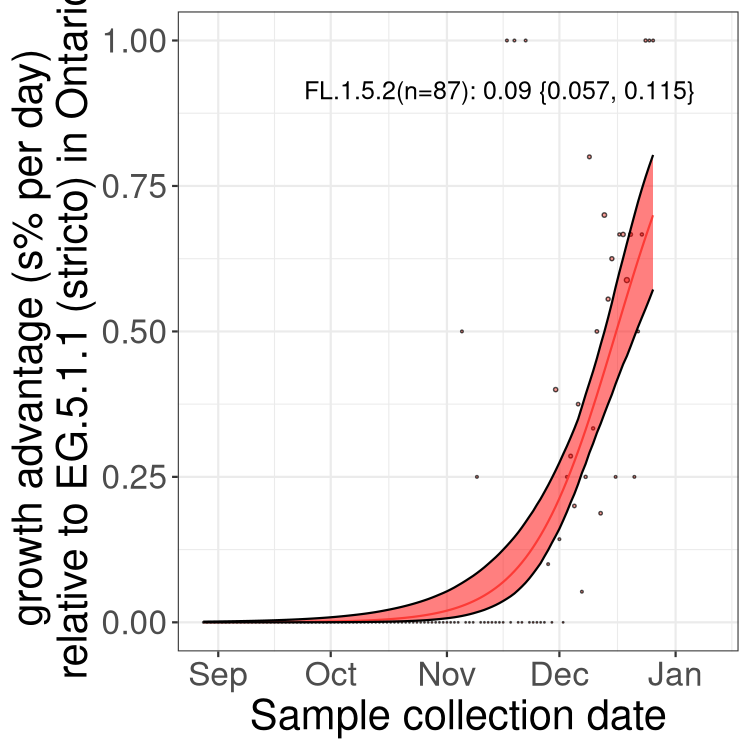 growth advantage (s% per day)
relative to EG.5.1.1 (stricto) in Ontario
1.00
0.75
0.50
0.25
0.00
FL.1.5.2(n=87): 0.09 {0.057, 0.115}
Sep Oct Nov Dec Jan
Sample collection date